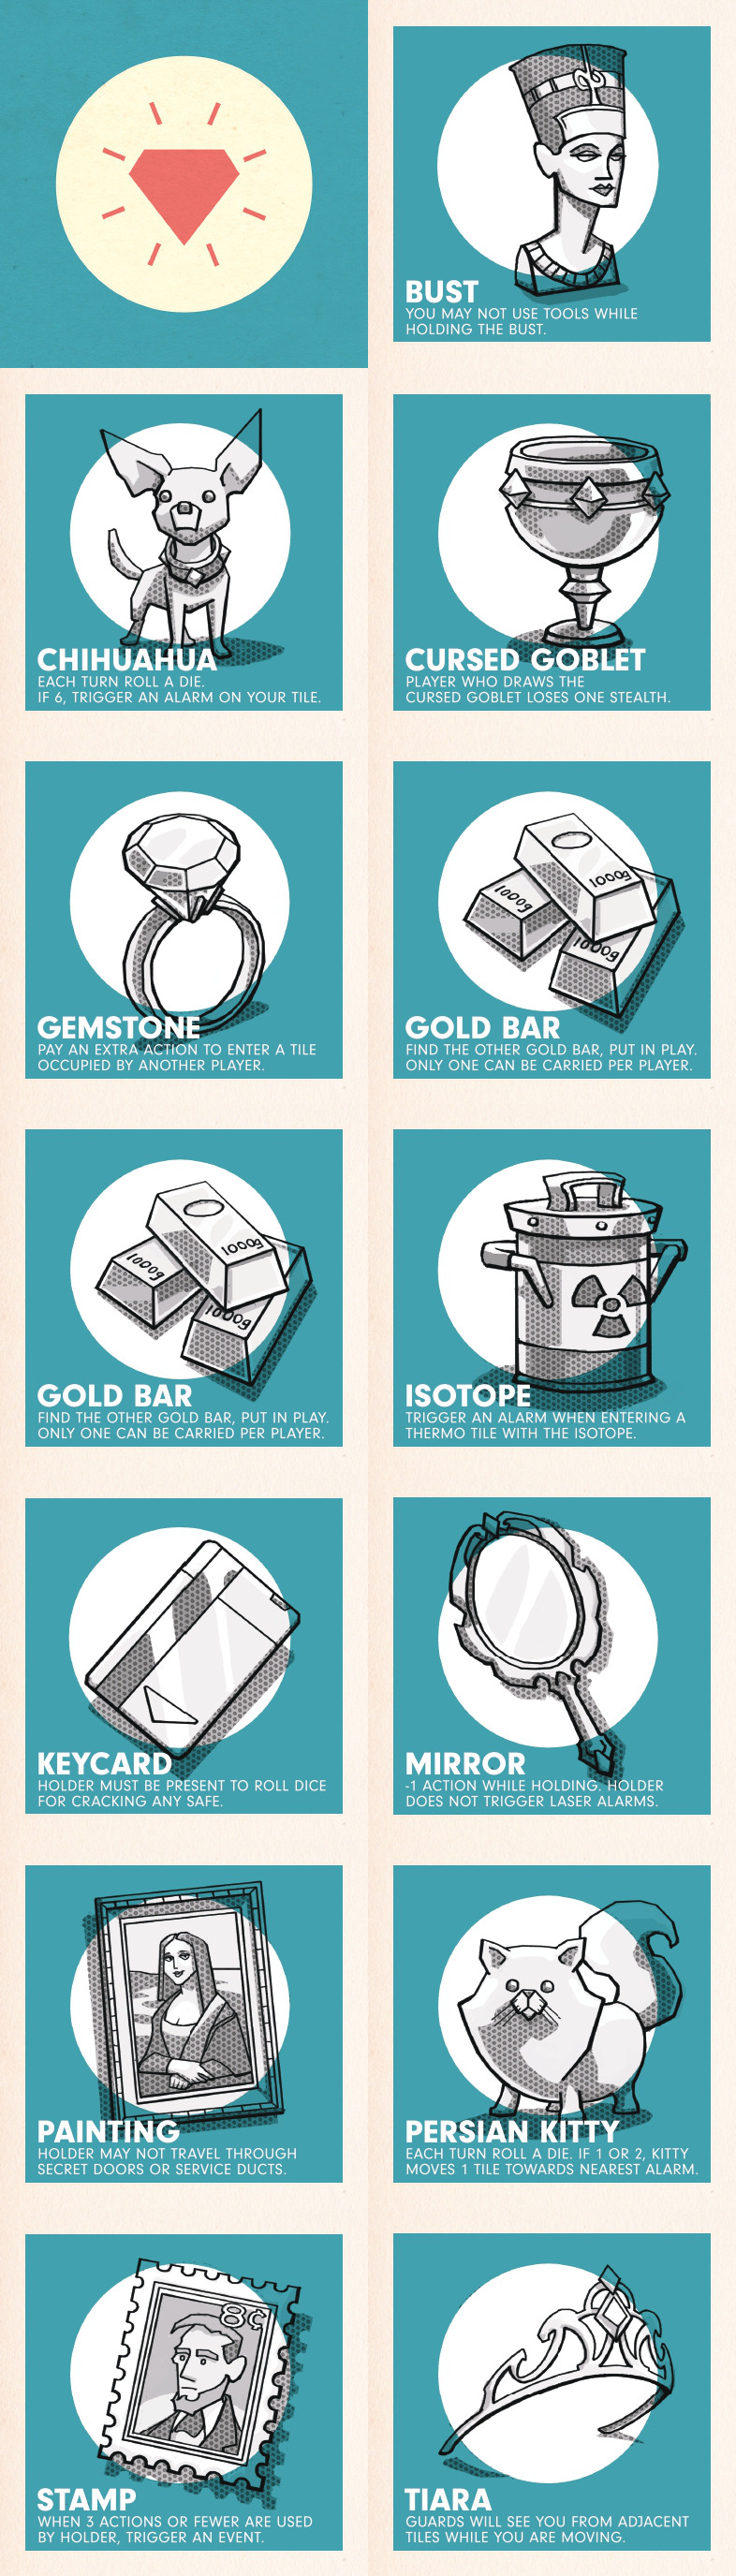 BUST
YOU MAY NOT USE TOOLS WHILE
HOLDING THE BUST.
CHIHUAHUA
EACH TURN ROLL A DIE.
IF 6, TRIGGER AN ALARM ON YOUR TILE.
CURSED GOBLET
PLAYER WHO DRAWS THE
CURSED GOBLET LOSES ONE STEALTH.
GEMSTONE
PAY AN EXTRA ACTION TO ENTER A TILE
OCCUPIED BY ANOTHER PLAYER.
1000g
1000g
1000g
GOLD BAR
FIND THE OTHER GOLD BAR, PUT IN PLAY.
ONLY ONE CAN BE CARRIED PER PLAYER.
1000g
1000g
1000g
GOLD BAR
FIND THE OTHER GOLD BAR, PUT IN PLAY.
ONLY ONE CAN BE CARRIED PER PLAYER.
ISOTOPE
TRIGGER AN ALARM WHEN ENTERING A
THERMO TILE WITH THE ISOTOPE.
KEYCARD
HOLDER MUST BE PRESENT TO ROLL DICE
FOR CRACKING ANY SAFE.
MIRROR
-1 ACTION WHILE HOLDING. HOLDER
DOES NOT TRIGGER LASER ALARMS.
PAINTING
HOLDER MAY NOT TRAVEL THROUGH
SECRET DOORS OR SERVICE DUCTS.
PERSIAN KITTY
EACH TURN ROLL A DIE. IF 1 OR 2, KITTY
MOVES 1 TILE TOWARDS NEAREST ALARM.
8¢
STAMP
WHEN 3 ACTIONS OR FEWER ARE USED
BY HOLDER, TRIGGER AN EVENT.
TIARA
GUARDS WILL SEE YOU FROM ADJACENT
TILES WHILE YOU ARE MOVING.